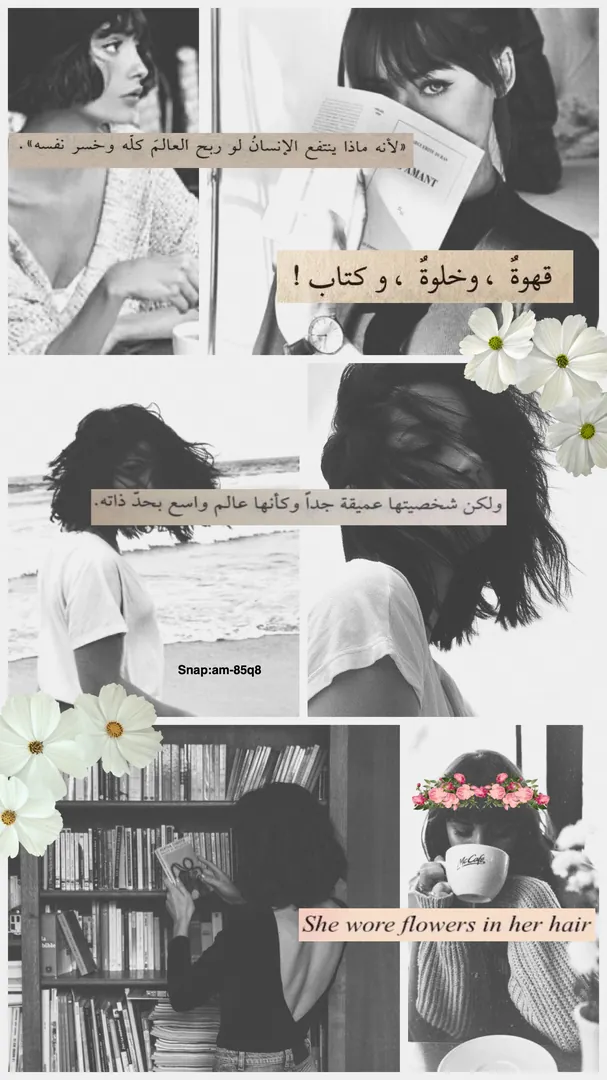 «لأنه ماذا ينتفع الإنسانُ لو ربح العالمَ كلّه وخسر نفسه».
AMANT
قهوةٌ ، وخلوةٌ ، و كتاب !
ولكن شخصيتها عميقة جداً وكأنها عالم واسع بحدّ ذاته.
Snap:am-85q8
McCafé
She wore flowers in her hair